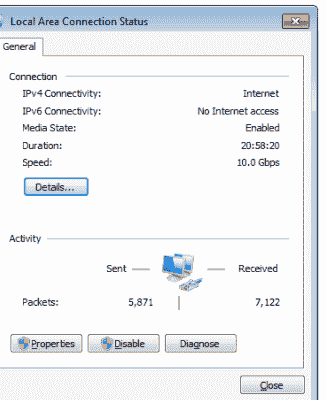 Local Area Connection Status
General
Connection
IPv4 Connectivity: Internet
IPv6 Connectivity: No Internet access
Media State: Enabled
Duration: 20:58:20
Speed: 10.0 Gbps
Details...
Activity
Sent — — Received
Packets: 5,871 7,122
Properties Disable Diagnose
Close